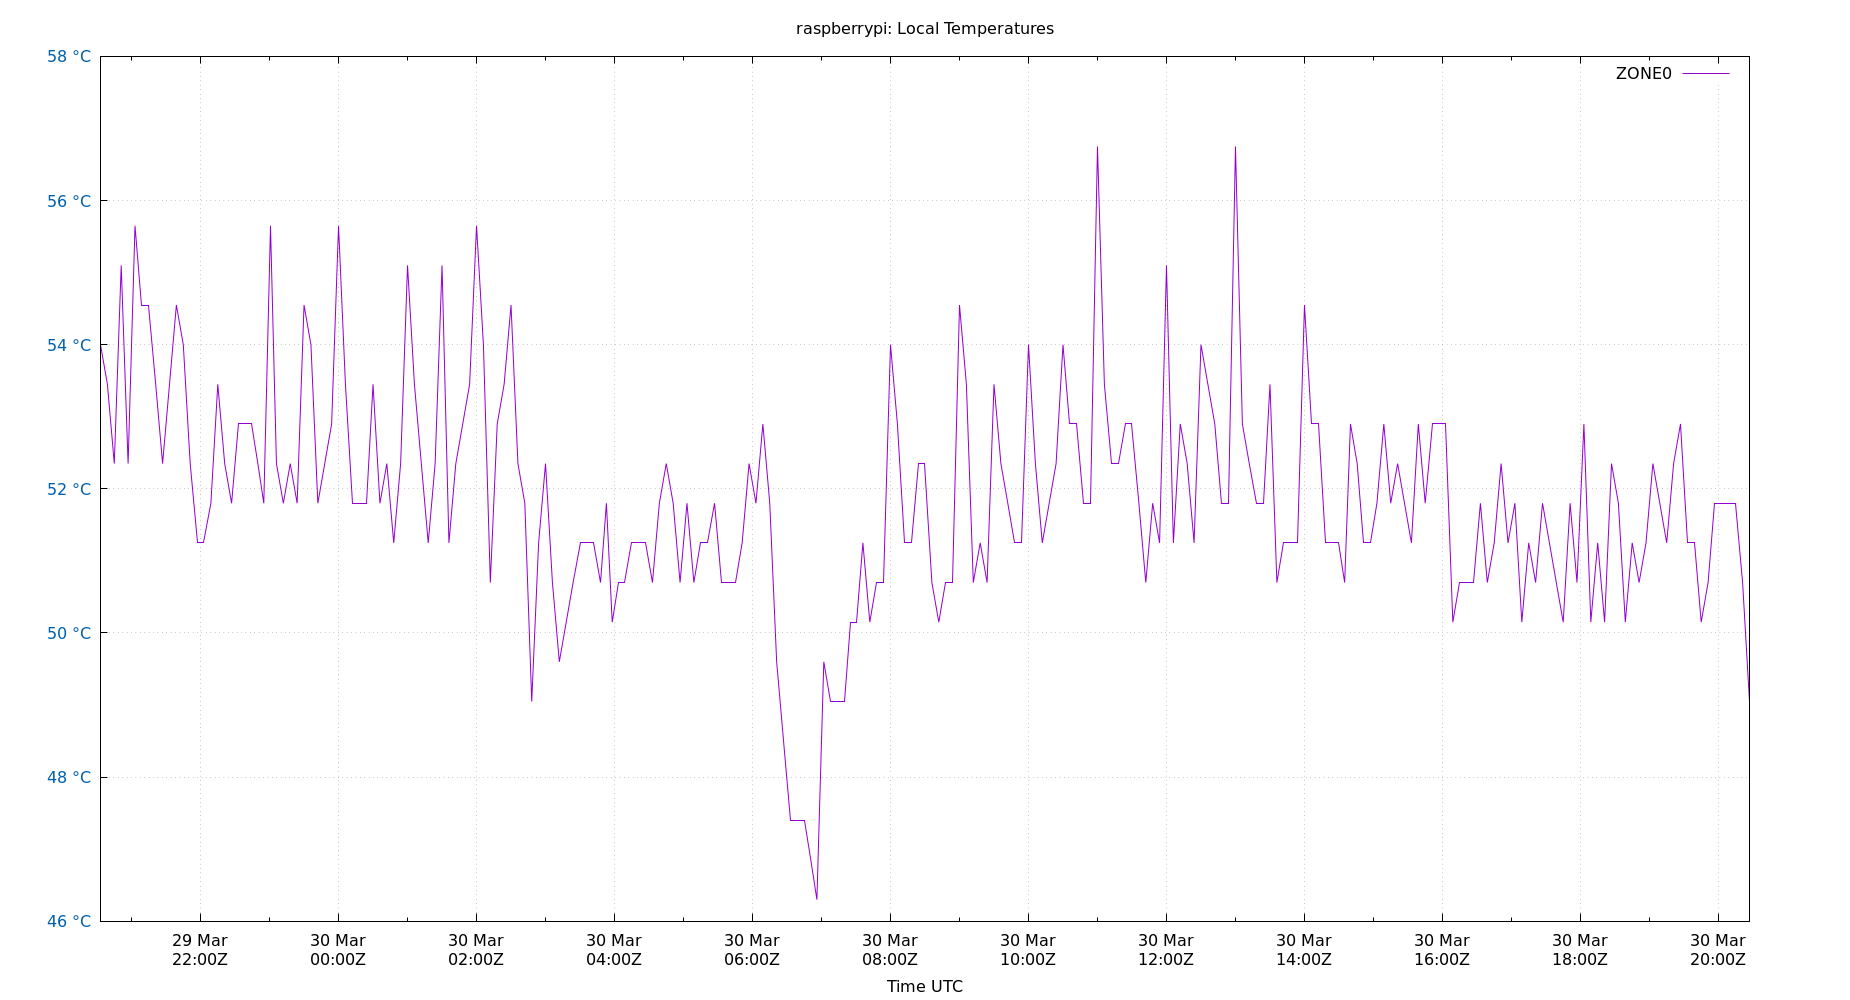 raspberrypi: Local Temperatures
ZONE0
58 °C
56 °C
54 °C
52 °C
50 °C
48 °C
46 °C
29 Mar 30 Mar 30 Mar 30 Mar 30 Mar 30 Mar 30 Mar 30 Mar 30 Mar 30 Mar 30 Mar 30 Mar
22:00Z 00:00Z 02:00Z 04:00Z 06:00Z 08:00Z 10:00Z 12:00Z 14:00Z 16:00Z 18:00Z 20:00Z
Time UTC